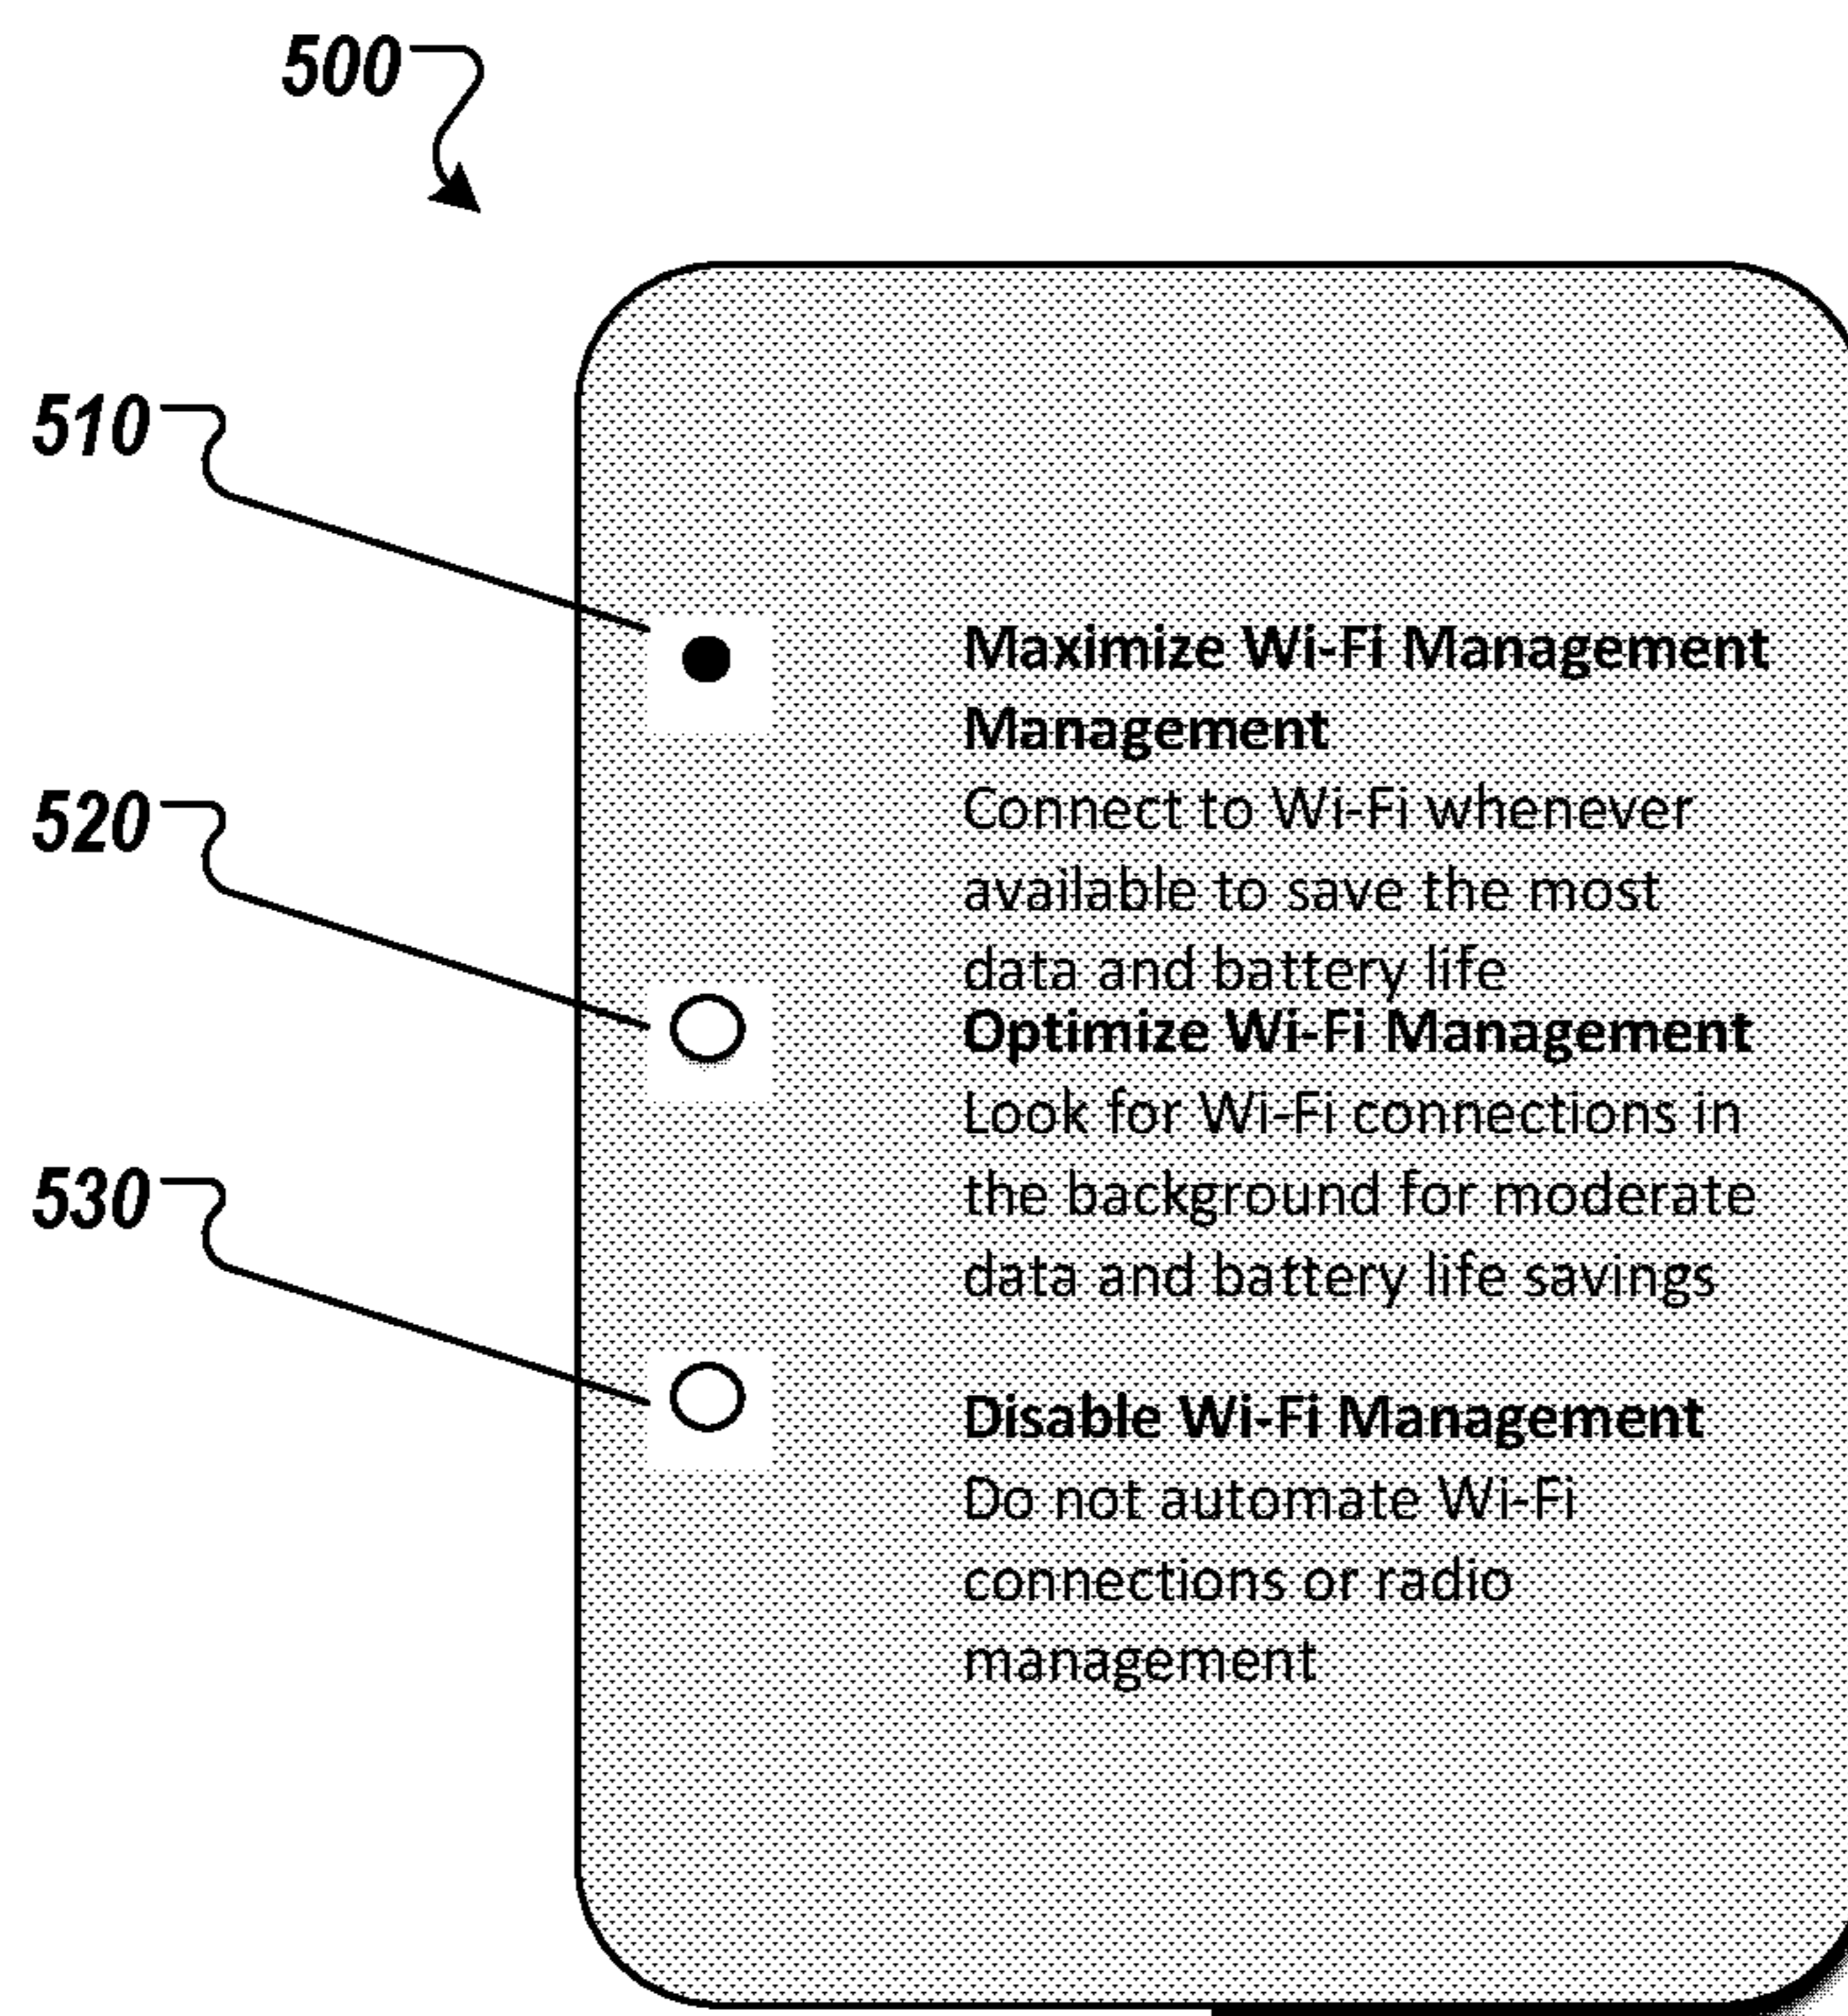 500
510
Maximize Wi-Fi Management
Management
Connect to Wi-Fi whenever
available to save the most
data and battery life
520
Optimize Wi-Fi Management
Look for Wi-Fi connections in
the background for moderate
data and battery life savings
530
Disable Wi-Fi Management
Do not automate Wi-Fi
connections or radio
management